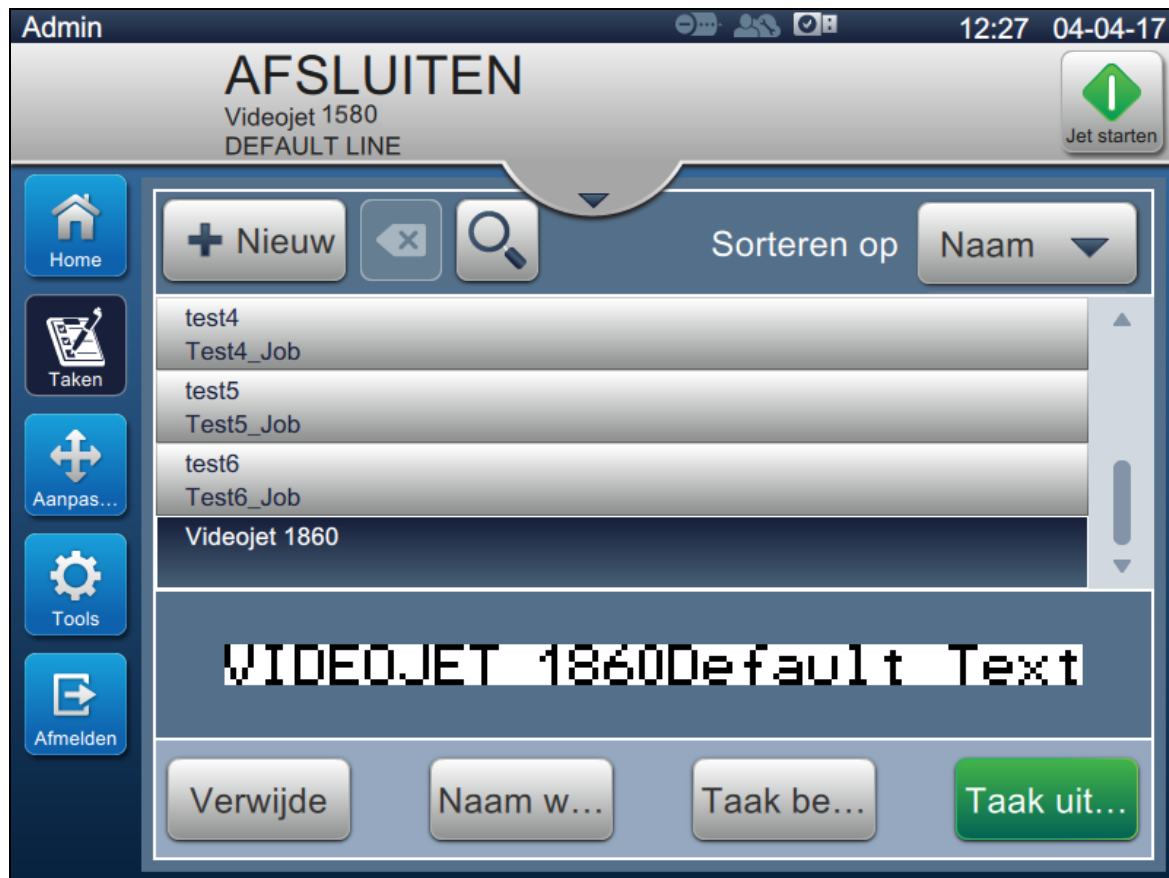 Admin
12:27 04-04-17
AFSLUITEN
Videojet 1580
DEFAULT LINE
Jet starten
Home
Taken
Aanpas...
Tools
Afmelden
Nieuw
Sorteren op
Naam
test4
Test4_Job
test5
Test5_Job
test6
Test6_Job
Videojet 1860
VIDEOJET 1860Default Text
Verwijde
Naam w...
Taak be...
Taak uit...